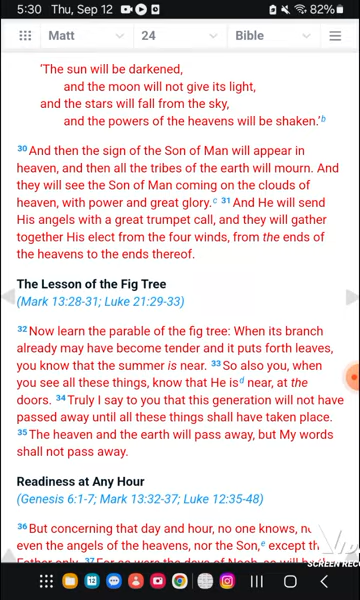 5:30 Thu, Sep 12 82%
Matt 24 Bible
'The sun will be darkened,
and the moon will not give its light,
and the stars will fall from the sky,
and the powers of the heavens will be shaken.'b
30 And then the sign of the Son of Man will appear in
heaven, and then all the tribes of the earth will mourn. And
they will see the Son of Man coming on the clouds of
heaven, with power and great glory.c 31 And He will send
His angels with a great trumpet call, and they will gather
together His elect from the four winds, from the ends of
the heavens to the ends thereof.
The Lesson of the Fig Tree
(Mark 13:28-31; Luke 21:29-33)
32 Now learn the parable of the fig tree: When its branch
already may have become tender and it puts forth leaves,
you know that the summer is near. 33 So also you, when
you see all these things, know that He isd near, at the
doors. 34 Truly I say to you that this generation will not have
passed away until all these things shall have taken place.
35 The heaven and the earth will pass away, but My words
shall not pass away.
Readiness at Any Hour
(Genesis 6:1-7; Mark 13:32-37; Luke 12:35-48)
36 But concerning that day and hour, no one knows,
even the angels of the heavens, nor the Son,e except
only. 37 For as were the days of Noah, so will
SCREEN